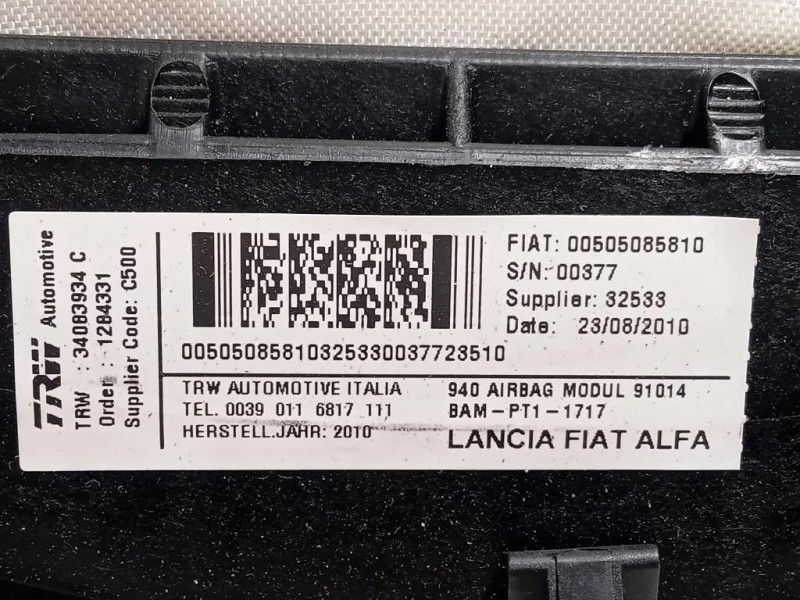 TRW Automotive
TRW : 34083934 C
Order : 1284331
Supplier Code: C500
FIAT: 00505085810
S/N: 00377
Supplier: 32533
Date: 23/08/2010
00505085810325330037723510
TRW AUTOMOTIVE ITALIA
TEL. 0039 011 6817 111
HERSTELL.JAHR: 2010
940 AIRBAG MODUL 91014
BAM-PT1-1717
LANCIA FIAT ALFA